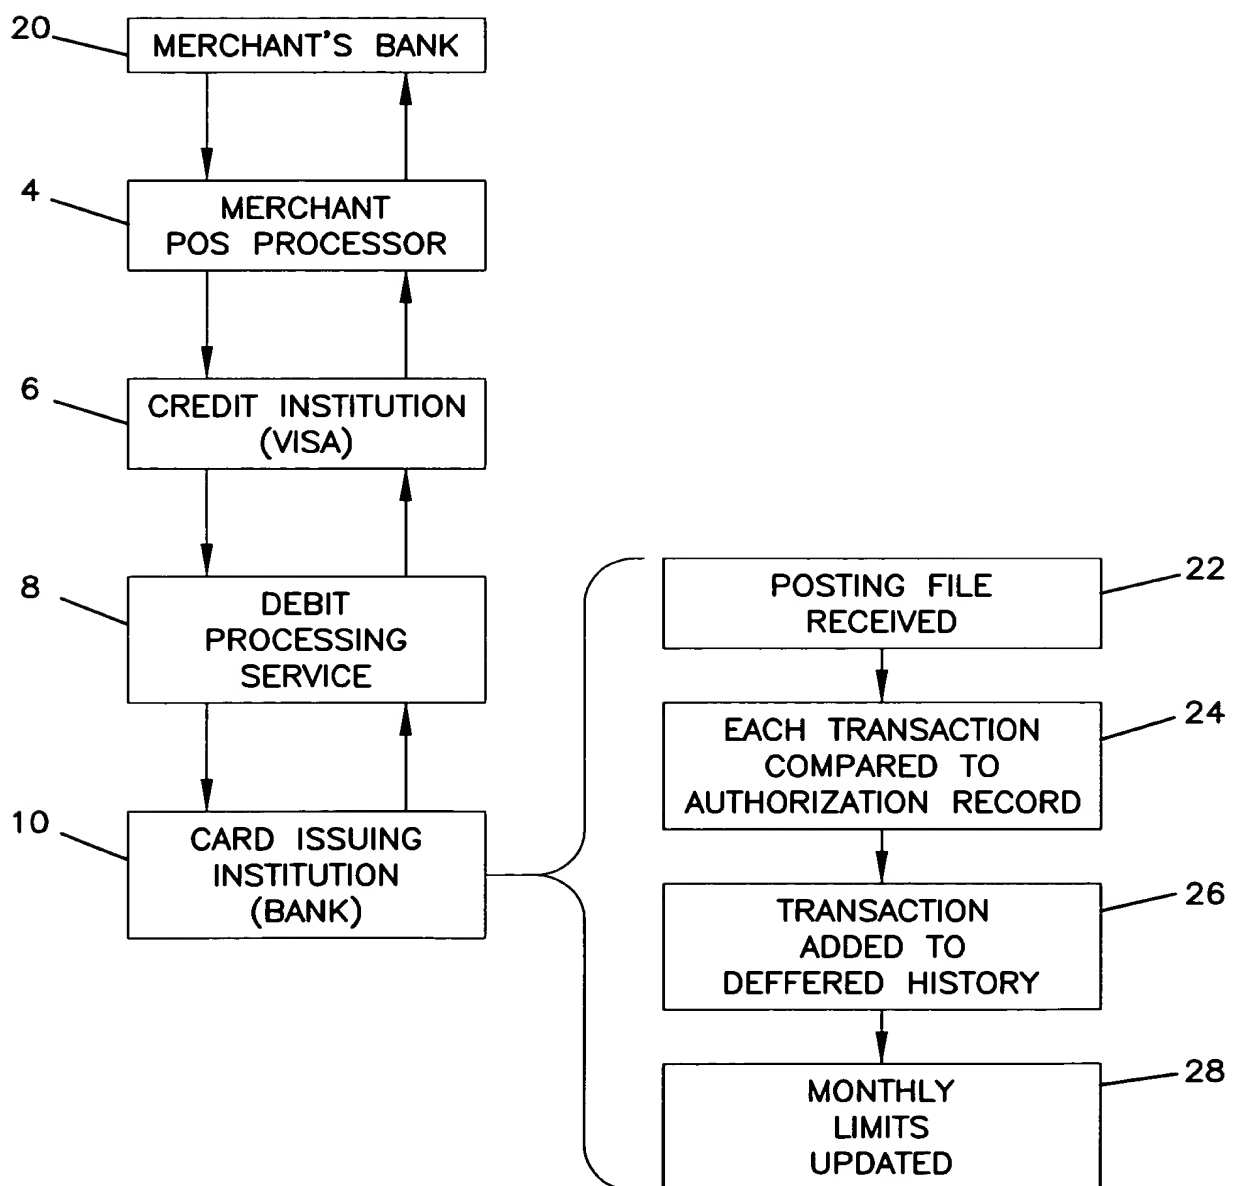 20
MERCHANT'S BANK
4
MERCHANT
POS PROCESSOR
6
CREDIT INSTITUTION
(VISA)
8
DEBIT
PROCESSING
SERVICE
10
CARD ISSUING
INSTITUTION
(BANK)
POSTING FILE
RECEIVED
22
EACH TRANSACTION
COMPARED TO
AUTHORIZATION RECORD
24
TRANSACTION
ADDED TO
DEFFERED HISTORY
26
MONTHLY
LIMITS
UPDATED
28